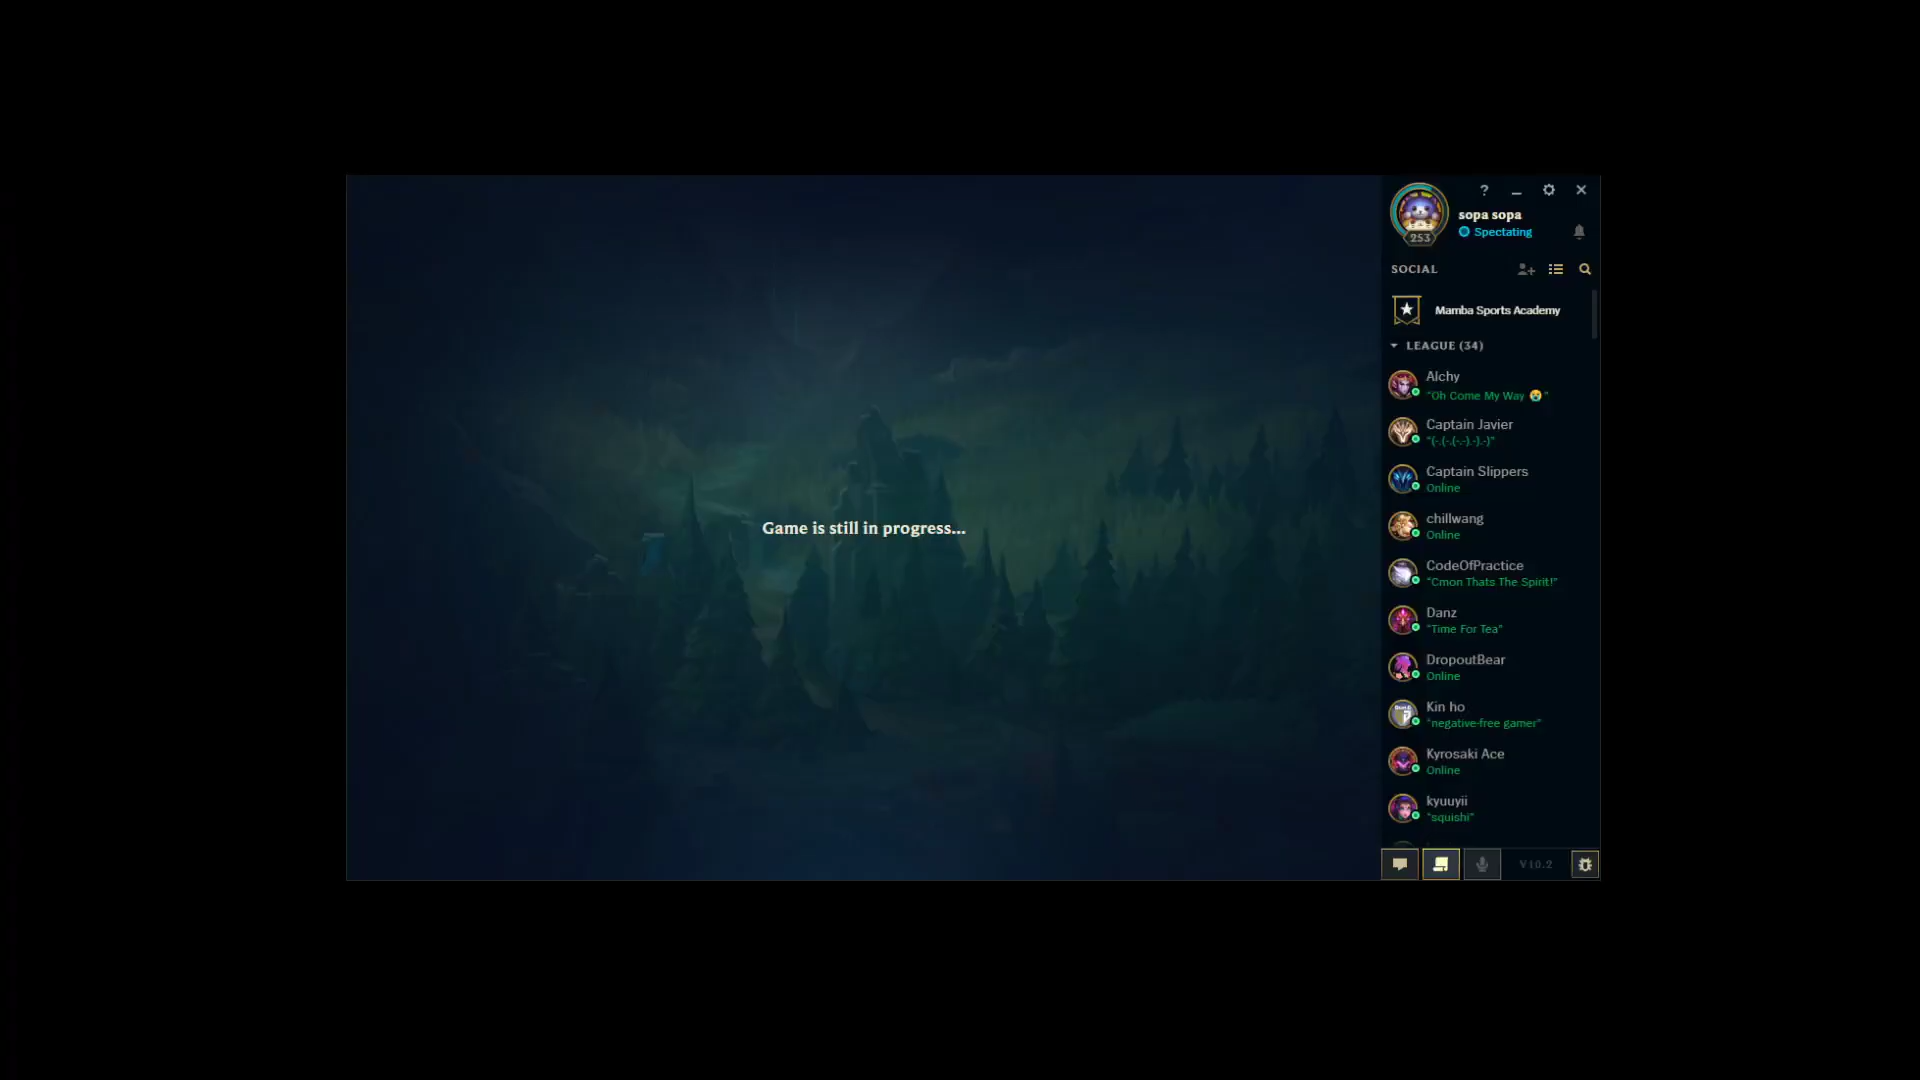 ?
sopa sopa
253
Spectating
SOCIAL
Mamba Sports Academy
LEAGUE (34)
Alchy
"Oh Come My Way 😭"
Captain Javier
"(-.(-.(-.-).-).-)"
Captain Slippers
Online
chillwang
Online
CodeOfPractice
"Cmon Thats The Spirit!"
Danz
"Time For Tea"
DropoutBear
Online
Kin ho
"negative-free gamer"
Kyrosaki Ace
Online
kyuuyii
"squishi"
Game is still in progress...
V10.2